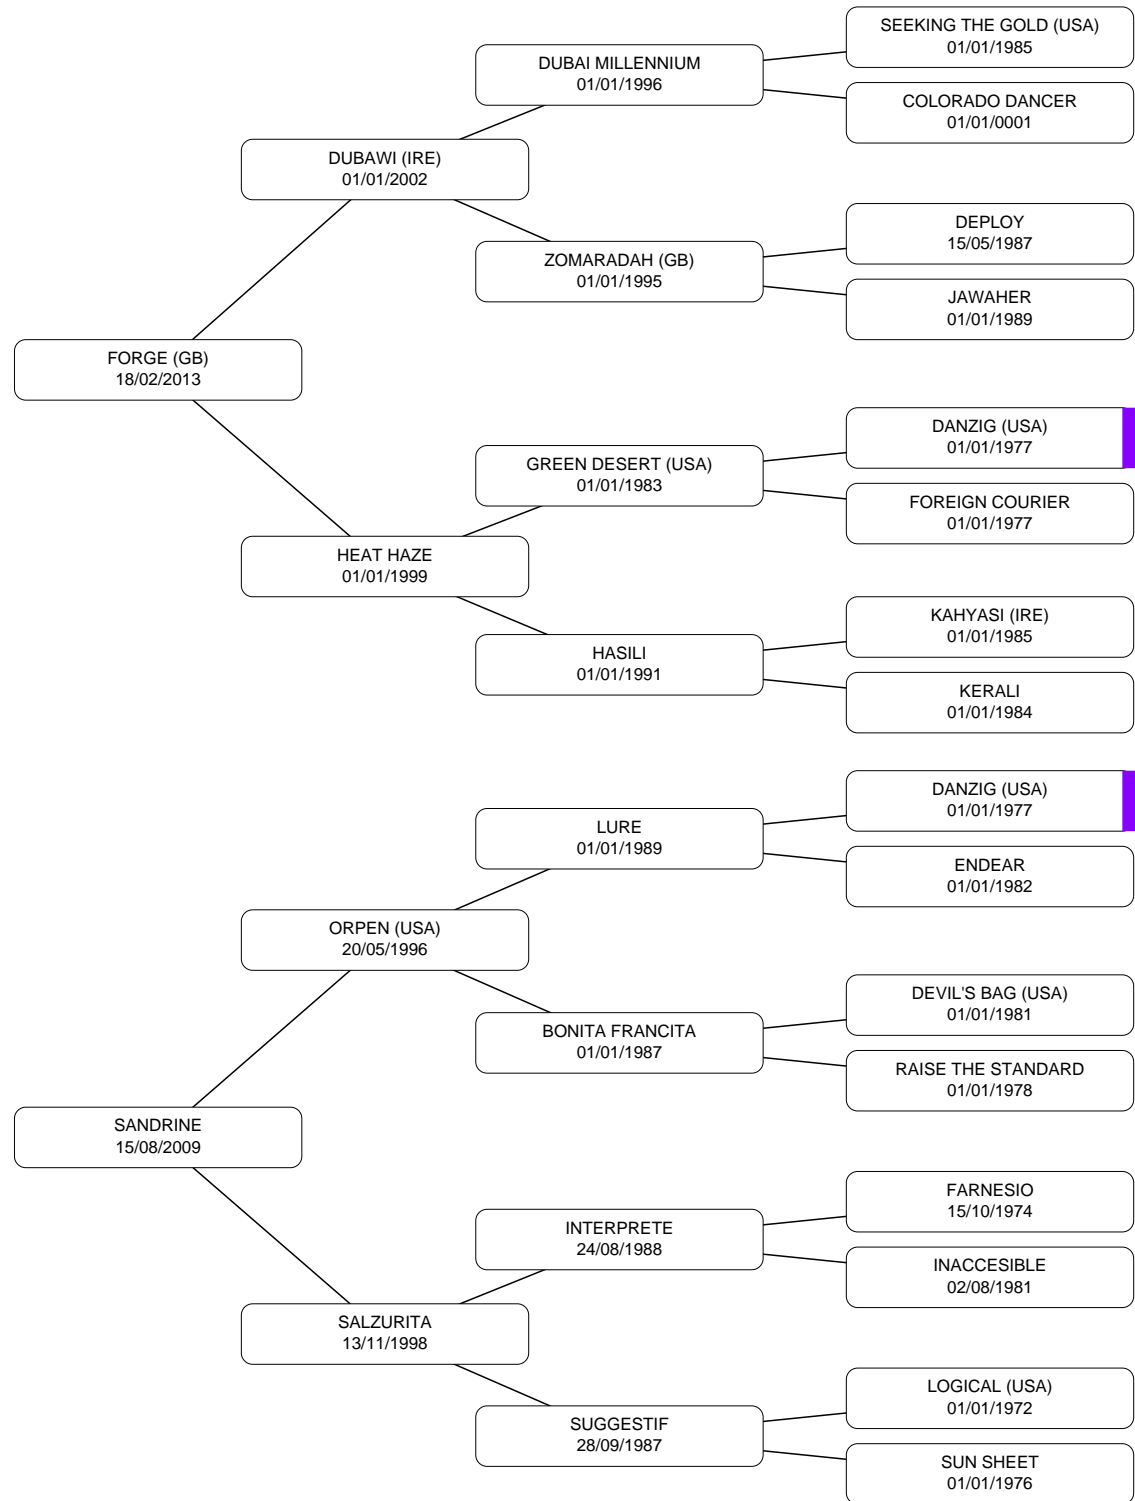 SEEKING THE GOLD (USA)
01/01/1985
DUBAI MILLENNIUM
01/01/1996
COLORADO DANCER
01/01/0001
DUBAWI (IRE)
01/01/2002
DEPLOY
15/05/1987
ZOMARADAH (GB)
01/01/1995
JAWAHER
01/01/1989
FORGE (GB)
18/02/2013
DANZIG (USA)
01/01/1977
GREEN DESERT (USA)
01/01/1983
FOREIGN COURIER
01/01/1977
HEAT HAZE
01/01/1999
KAHYASI (IRE)
01/01/1985
HASILI
01/01/1991
KERALI
01/01/1984
DANZIG (USA)
01/01/1977
LURE
01/01/1989
ENDEAR
01/01/1982
ORPEN (USA)
20/05/1996
DEVIL'S BAG (USA)
01/01/1981
BONITA FRANCITA
01/01/1987
RAISE THE STANDARD
01/01/1978
SANDRINE
15/08/2009
FARNESIO
15/10/1974
INTERPRETE
24/08/1988
INACCESIBLE
02/08/1981
SALZURITA
13/11/1998
LOGICAL (USA)
01/01/1972
SUGGESTIF
28/09/1987
SUN SHEET
01/01/1976